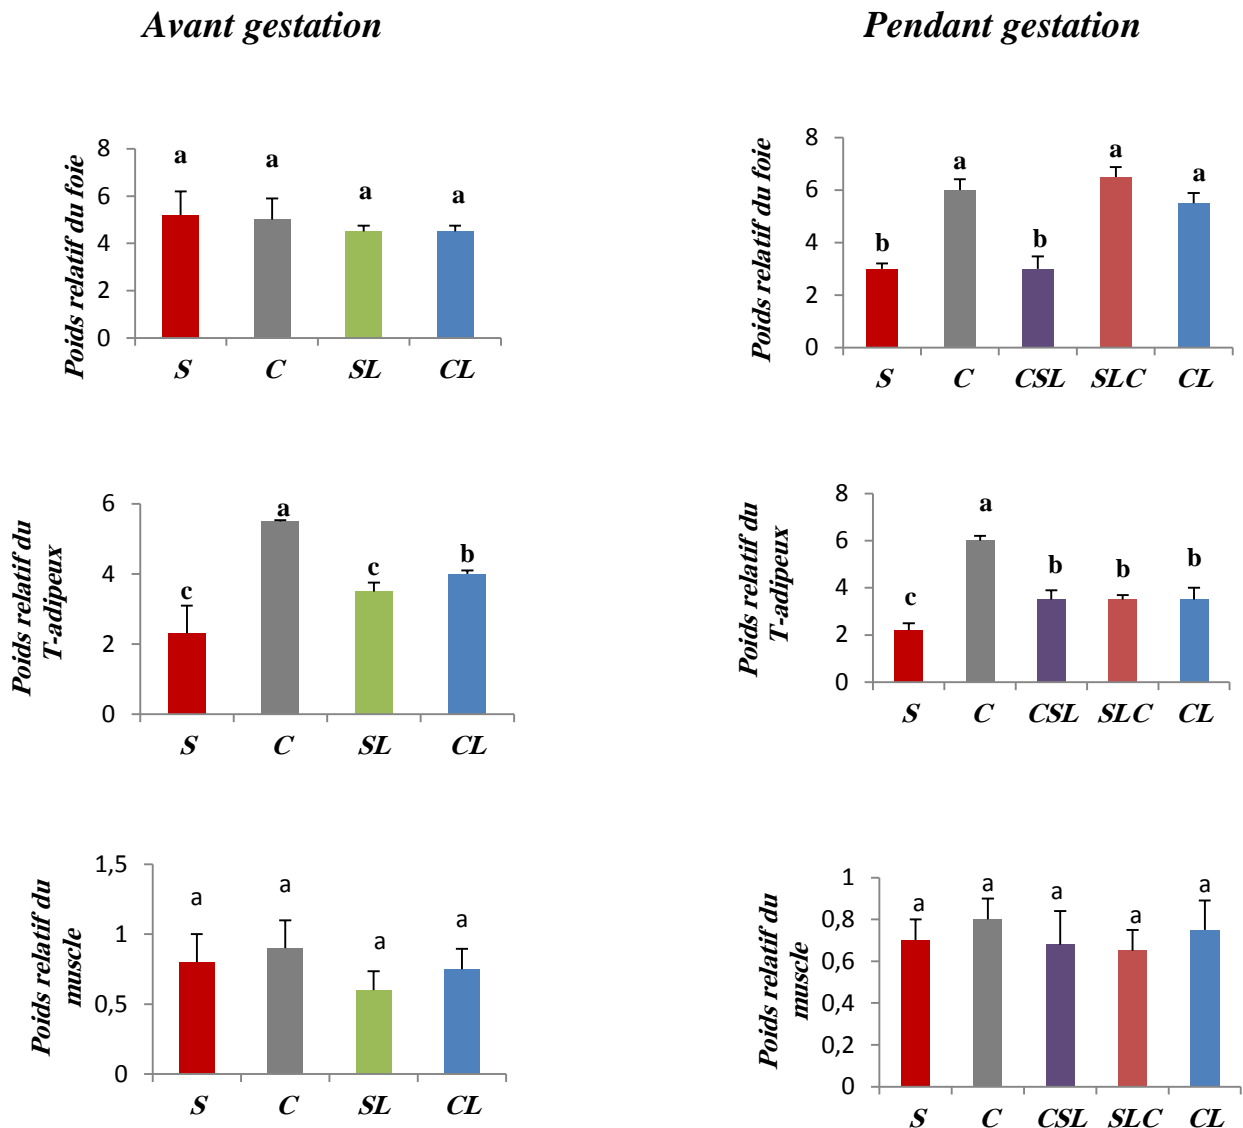 Avant gestation
Pendant gestation
Poids relatif du foie
8
6
4
2
0
a
a
a
a
S
C
SL
CL
Poids relatif du foie
8
6
4
2
0
b
a
b
a
a
S
C
CSL
SLC
CL
Poids relatif du
T-adipeux
6
4
2
0
c
a
c
b
S
C
SL
CL
Poids relatif du
T-adipeux
8
6
4
2
0
c
a
b
b
b
S
C
CSL
SLC
CL
Poids relatif du
muscle
1,5
1
0,5
0
a
a
a
a
S
C
SL
CL
Poids relatif du
muscle
1
0,8
0,6
0,4
0,2
0
a
a
a
a
a
S
C
CSL
SLC
CL